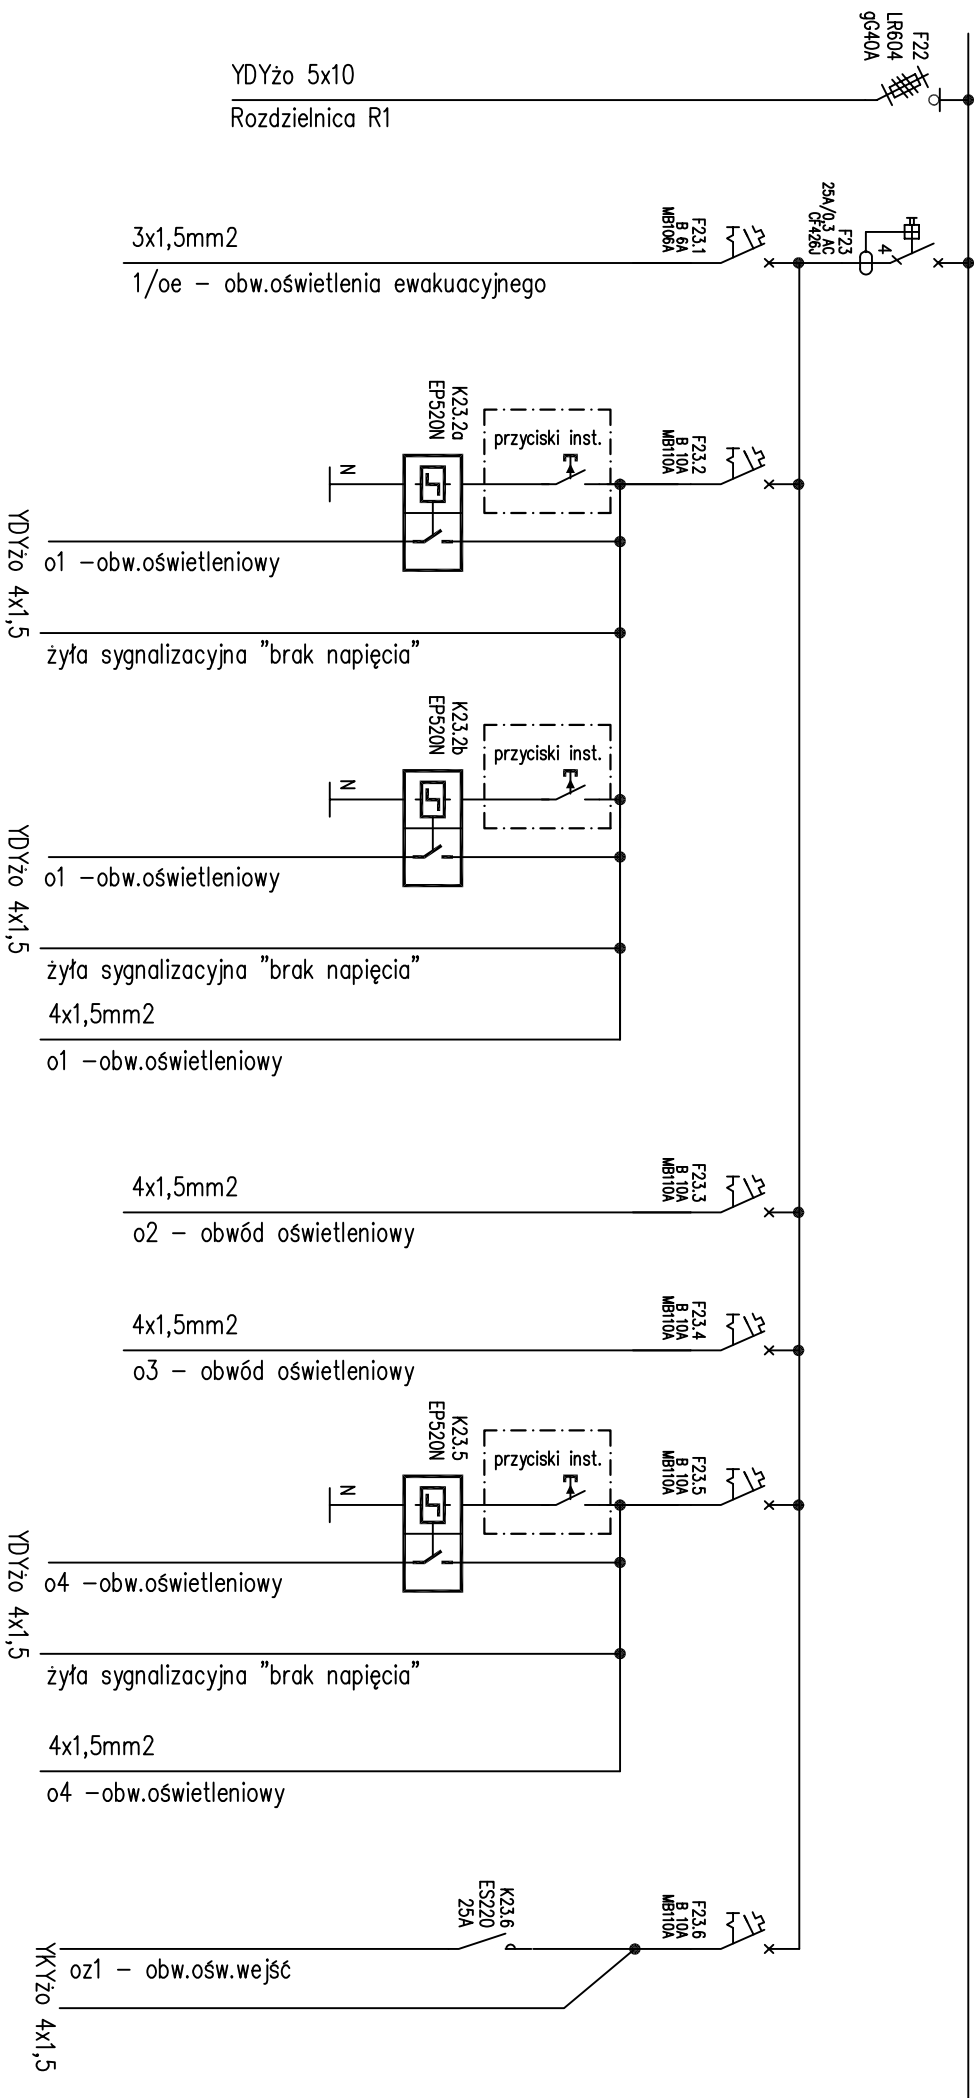 F22
LR604
gG40A
YDYżo 5x10
Rozdzielnica R1
F23
25A/0,3 AC
CF426J
4
F23.1
B 6A
MB106A
3x1,5mm2
1/oe – obw.oświetlenia ewakuacyjnego
F23.2
B 10A
MB110A
przyciski inst.
K23.2a
EP520N
N
YDYżo 4x1,5
o1 –obw.oświetleniowy
żyła sygnalizacyjna "brak napięcia"
przyciski inst.
K23.2b
EP520N
N
YDYżo 4x1,5
o1 –obw.oświetleniowy
żyła sygnalizacyjna "brak napięcia"
4x1,5mm2
o1 –obw.oświetleniowy
F23.3
B 10A
MB110A
4x1,5mm2
o2 – obwód oświetleniowy
F23.4
B 10A
MB110A
4x1,5mm2
o3 – obwód oświetleniowy
F23.5
B 10A
MB110A
przyciski inst.
K23.5
EP520N
N
YDYżo 4x1,5
o4 –obw.oświetleniowy
żyła sygnalizacyjna "brak napięcia"
4x1,5mm2
o4 –obw.oświetleniowy
F23.6
B 10A
MB110A
K23.6
ES220
25A
oz1 – obw.ośw.wejść
YKYżo 4x1,5